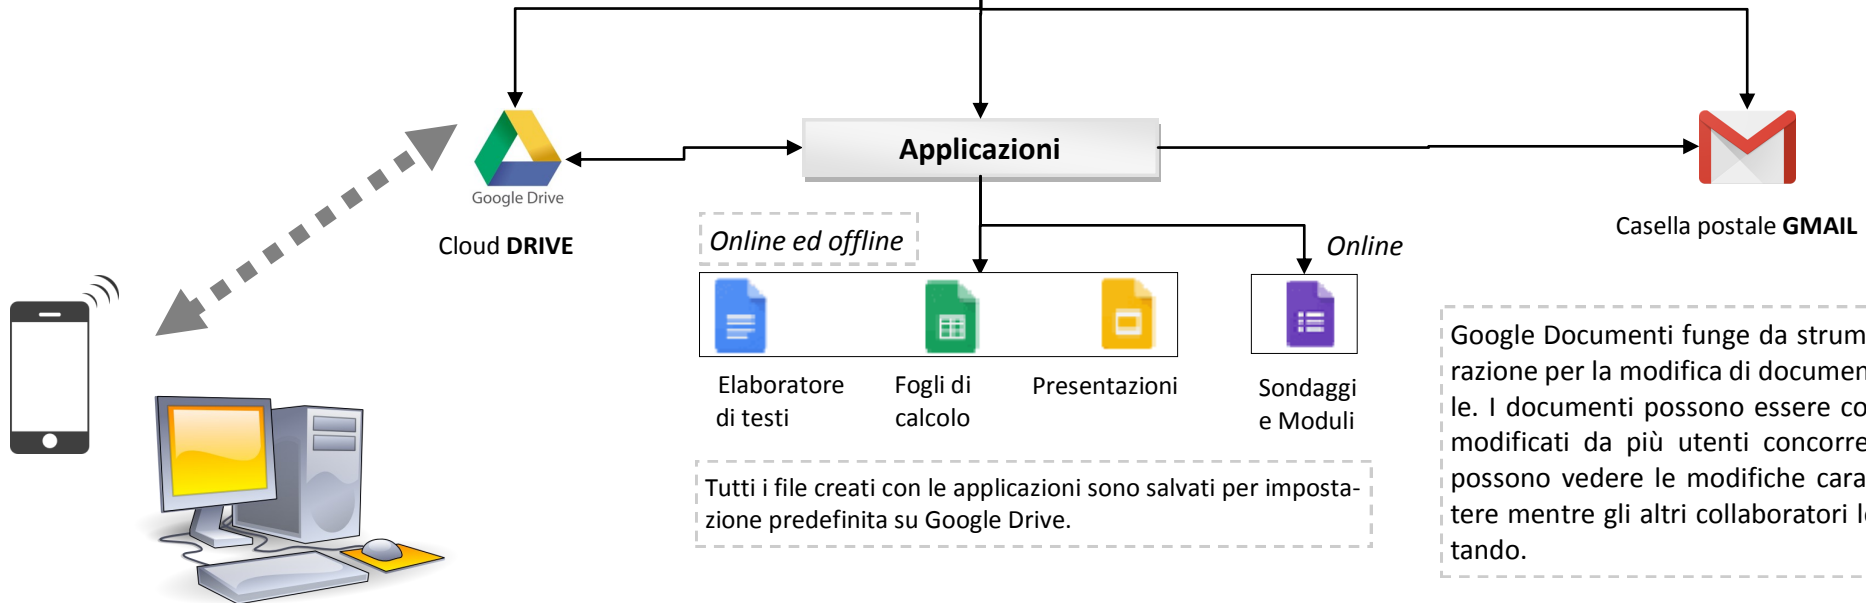 Applicazioni
Google Drive
Cloud DRIVE
Casella postale GMAIL
Online ed offline
Online
Elaboratore
di testi
Fogli di
calcolo
Presentazioni
Sondaggi
e Moduli
Tutti i file creati con le applicazioni sono salvati per imposta-
zione predefinita su Google Drive.
Google Documenti funge da strum
razione per la modifica di documen
le. I documenti possono essere co
modificati da più utenti concorre
possono vedere le modifiche cara
tere mentre gli altri collaboratori
tando.